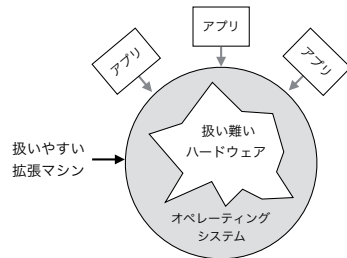 アプリ
アプリ
アプリ
扱い難い
ハードウェア
扱いやすい
拡張マシン
オペレーティング
システム